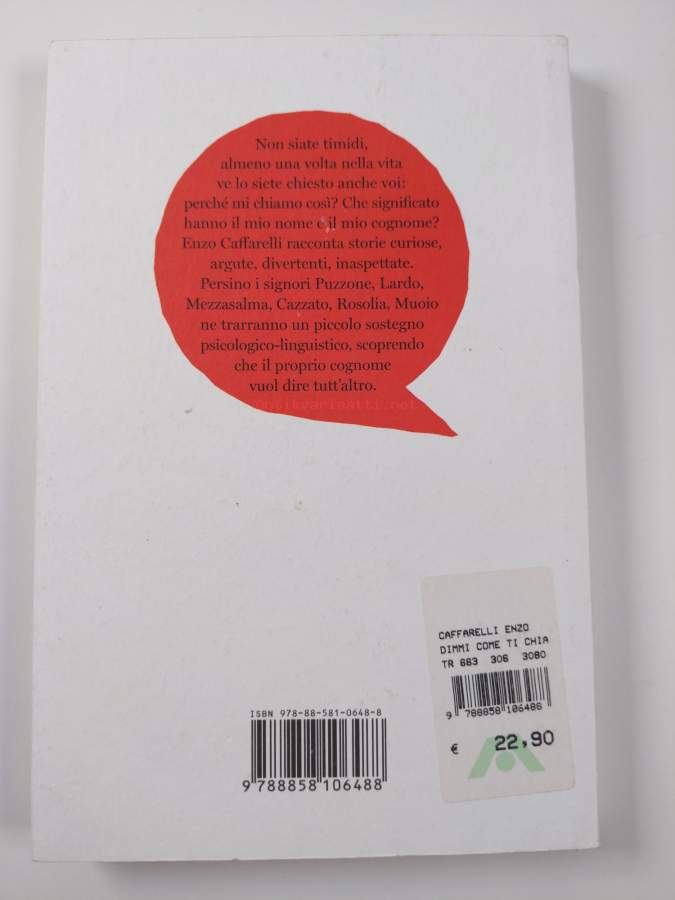 Non siate timidi,
almeno una volta nella vita
ve lo siete chiesto anche voi:
perché mi chiamo così? Che significato
hanno il mio nome e il mio cognome?
Enzo Caffarelli racconta storie curiose,
argute, divertenti, inaspettate.
Persino i signori Puzzone, Lardo,
Mezzasalma, Cazzato, Rosolia, Muoio
ne trarranno un piccolo sostegno
psicologico-linguistico, scoprendo
che il proprio cognome
vuol dire tutt'altro.
Antikvariaatti.net
CAFFARELLI ENZO
DIMMI COME TI CHIA
TR 663 306 3080
9 788858 106488
€ 22,90
ISBN 978-88-581-0648-8
9 788858 106488